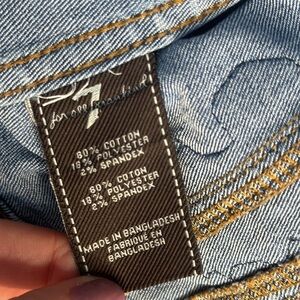 7
for all mankind
80% COTTON
18% POLYESTER
2% SPANDEX
80% COTON
18% POLYESTER
2% SPANDEX
MADE IN BANGLADESH
FABRIQUÉ EN
BANGLADESH